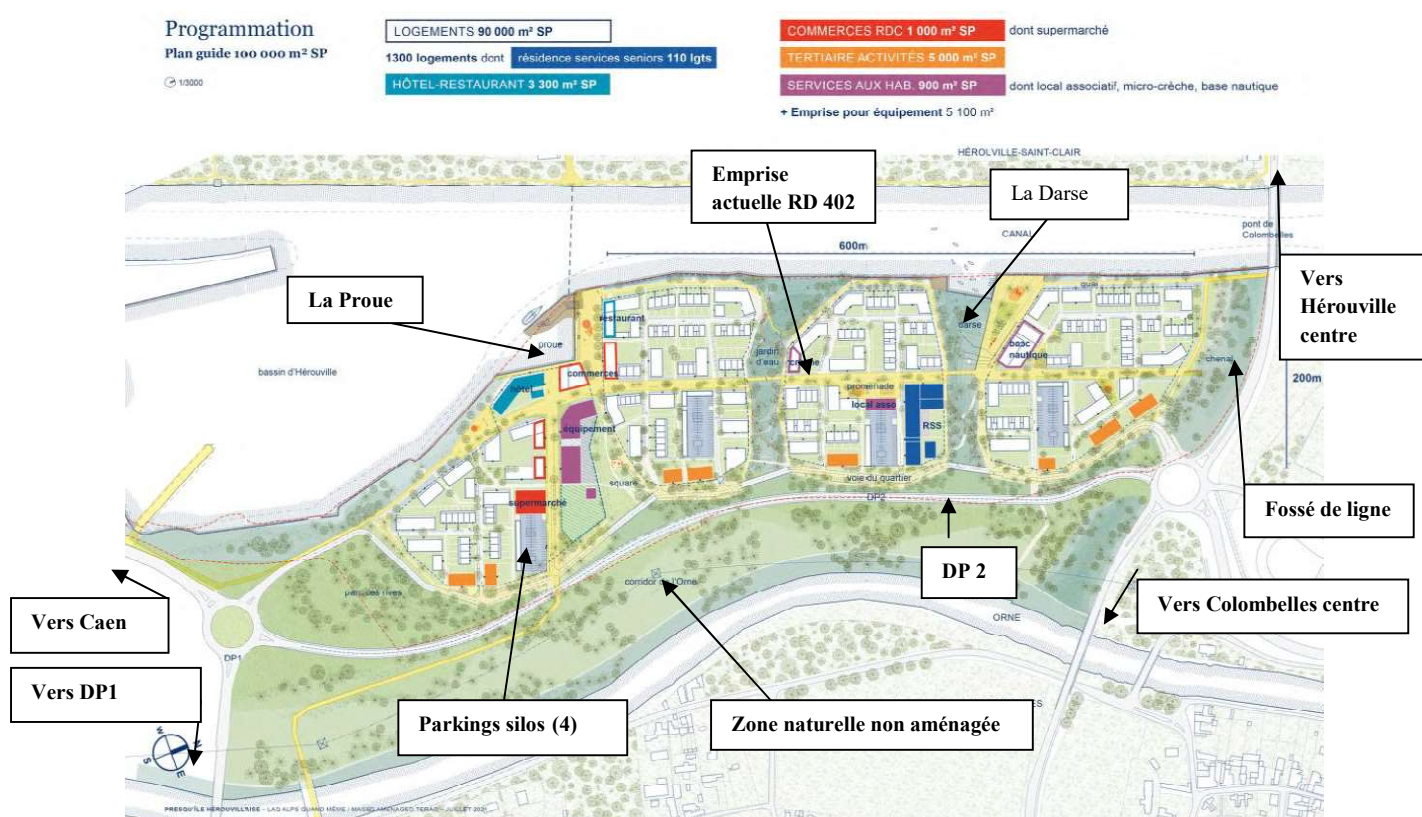 Programmation
Plan guide 100 000 m² SP
1/3000
LOGEMENTS 90 000 m² SP
1300 logements dont résidence services seniors 110 lgts
HÔTEL-RESTAURANT 3 300 m² SP
COMMERCES RDC 1 000 m² SP dont supermarché
TERTIAIRE ACTIVITÉS 5 000 m² SP
SERVICES AUX HAB. 900 m² SP dont local associatif, micro-crèche, base nautique
+ Emprise pour équipement 5 100 m²
HÉROLVILLE-SAINT-CLAIR
Emprise
actuelle RD 402
La Darse
CANAL
pont de
Colombelles
600m
Vers
Hérouville
centre
La Proue
restaurant
proue
bassin d'Hérouville
commerces
hôtel
jardin
d'eau
darse
base
nautique
quai
chenal
promenade
200m
local asso
équipement
RSS
square
voie du quartier
DP2
supermarché
Fossé de ligne
DP 2
corridor de l'Orne
parc des rives
Vers Caen
Vers Colombelles centre
ORNE
DP1
Vers DP1
Parkings silos (4)
Zone naturelle non aménagée
W
N
S
E